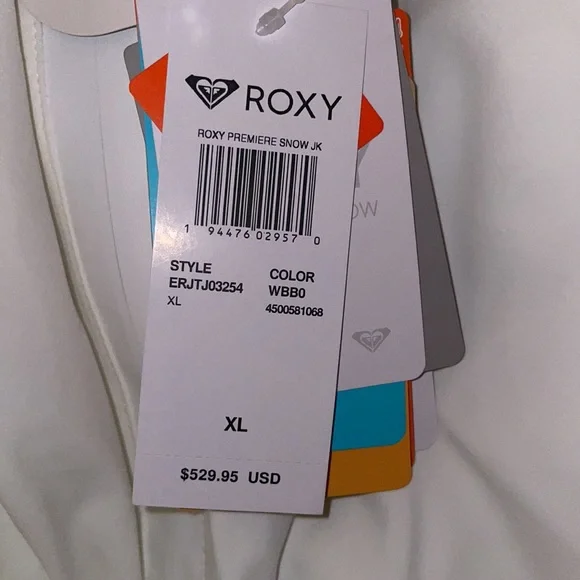 ROXY
ROXY PREMIERE SNOW JK
1 94476 02957 0
STYLE COLOR
ERJTJ03254 WBB0
XL 4500581068
XL
$529.95 USD